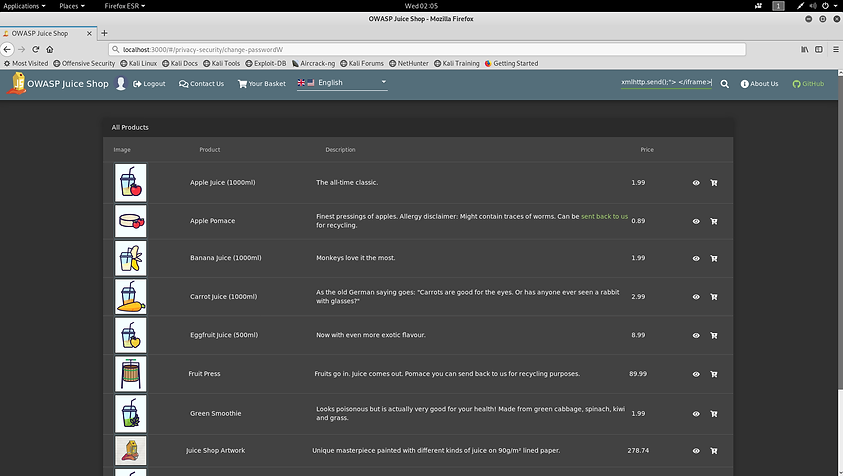 Applications Places Firefox ESR Wed 02:05 1
OWASP Juice Shop - Mozilla Firefox
OWASP Juice Shop
localhost:3000/#/privacy-security/change-passwordW
Most Visited Offensive Security Kali Linux Kali Docs Kali Tools Exploit-DB Aircrack-ng Kali Forums NetHunter Kali Training Getting Started
OWASP Juice Shop Logout Contact Us Your Basket English xmlhttp.send();"> </iframe> About Us GitHub
All Products
Image Product Description Price
Apple Juice (1000ml) The all-time classic. 1.99
Apple Pomace Finest pressings of apples. Allergy disclaimer: Might contain traces of worms. Can be sent back to us 0.89
for recycling.
Banana Juice (1000ml) Monkeys love it the most. 1.99
Carrot Juice (1000ml) As the old German saying goes: "Carrots are good for the eyes. Or has anyone ever seen a rabbit 2.99
with glasses?"
Eggfruit Juice (500ml) Now with even more exotic flavour. 8.99
Fruit Press Fruits go in. Juice comes out. Pomace you can send back to us for recycling purposes. 89.99
Green Smoothie Looks poisonous but is actually very good for your health! Made from green cabbage, spinach, kiwi 1.99
and grass.
Juice Shop Artwork Unique masterpiece painted with different kinds of juice on 90g/m² lined paper. 278.74